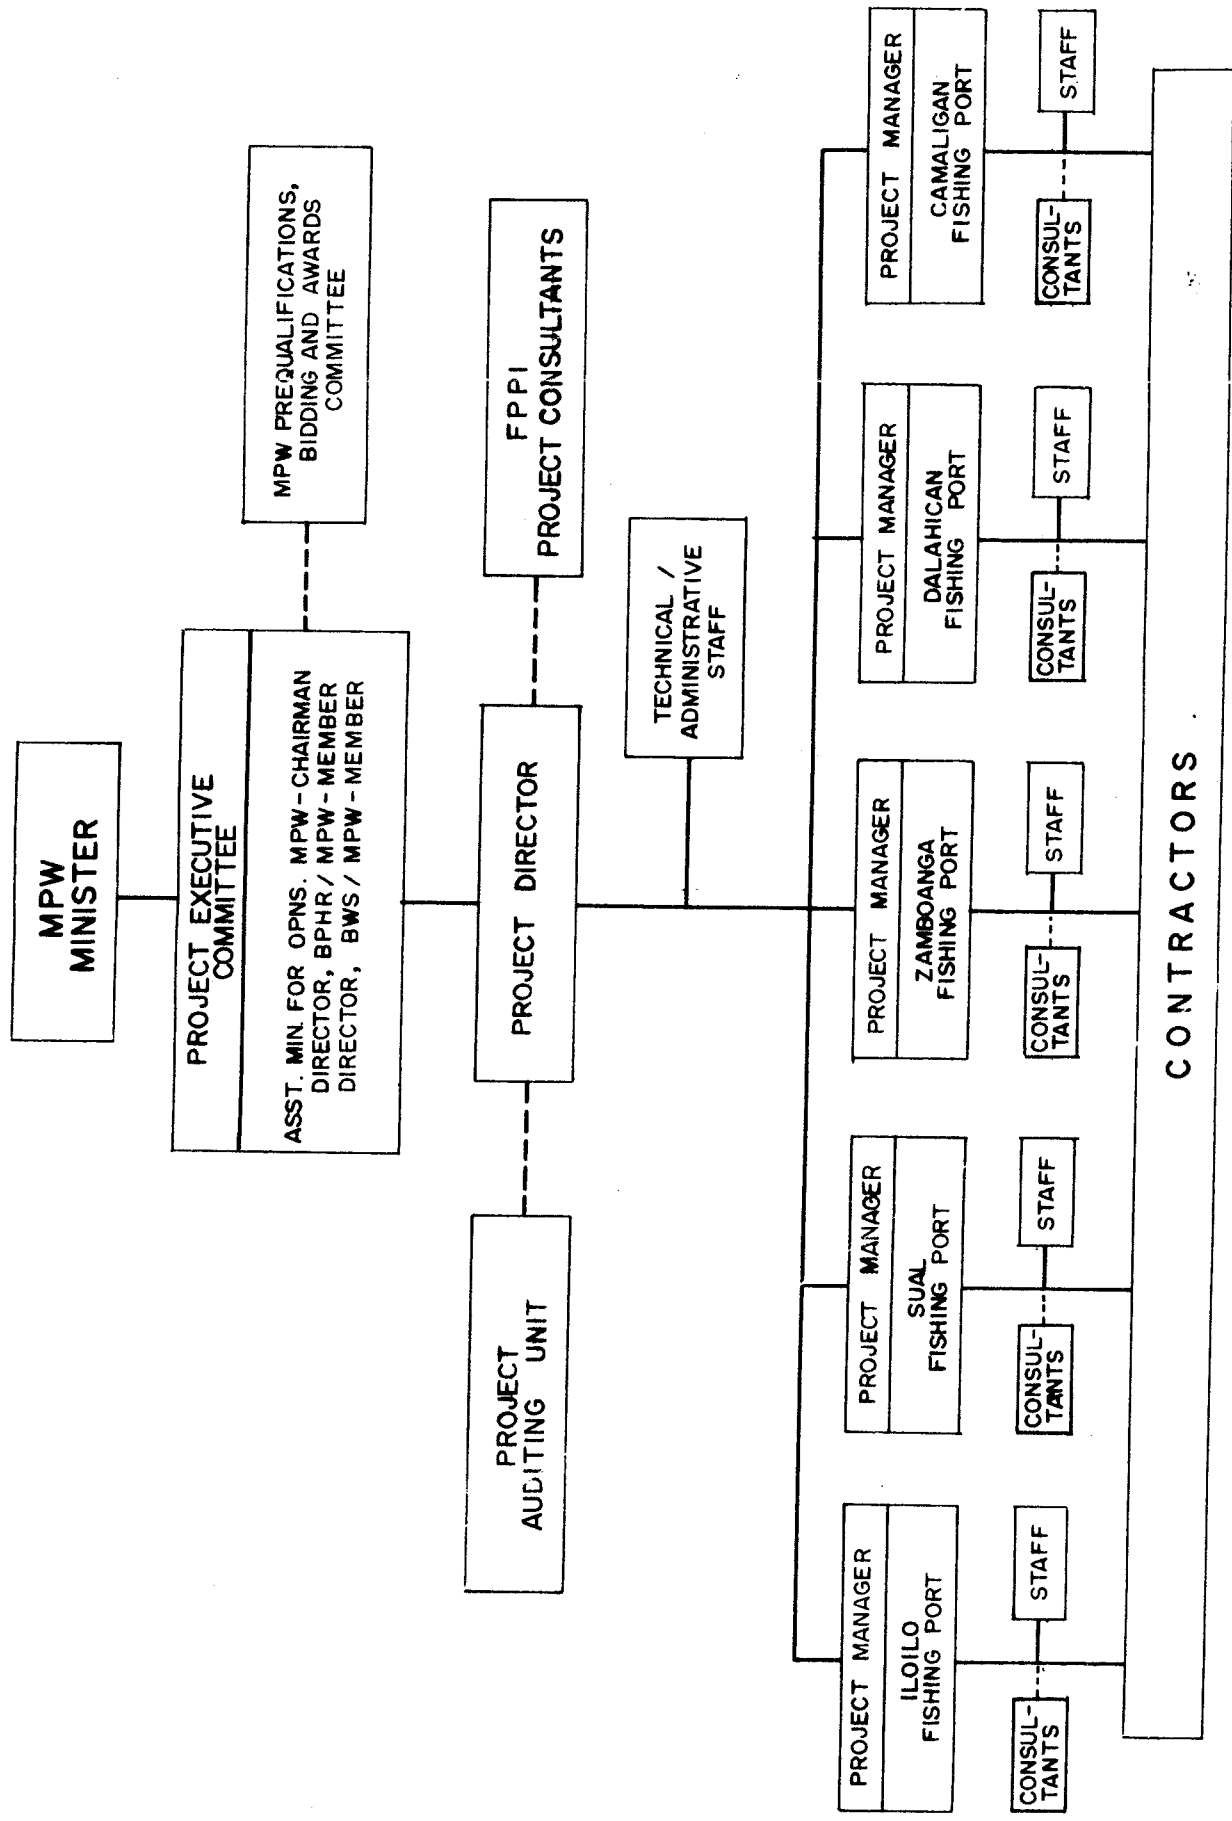 MPW
MINISTER
PROJECT EXECUTIVE
COMMITTEE
ASST. MIN. FOR OPNS. MPW-CHAIRMAN
DIRECTOR, BPHR / MPW-MEMBER
DIRECTOR, BWS / MPW-MEMBER
MPW PREQUALIFICATIONS,
BIDDING AND AWARDS
COMMITTEE
PROJECT
AUDITING UNIT
PROJECT DIRECTOR
FPPI
PROJECT CONSULTANTS
TECHNICAL /
ADMINISTRATIVE
STAFF
PROJECT MANAGER
ILOILO
FISHING PORT
PROJECT MANAGER
SUAL
FISHING PORT
PROJECT MANAGER
ZAMBOANGA
FISHING PORT
PROJECT MANAGER
DALAHICAN
FISHING PORT
PROJECT MANAGER
CAMALIGAN
FISHING PORT
CONSUL-
TANTS
STAFF
CONSUL-
TANTS
STAFF
CONSUL-
TANTS
STAFF
CONSUL-
TANTS
STAFF
CONSUL-
TANTS
STAFF
CONTRACTORS